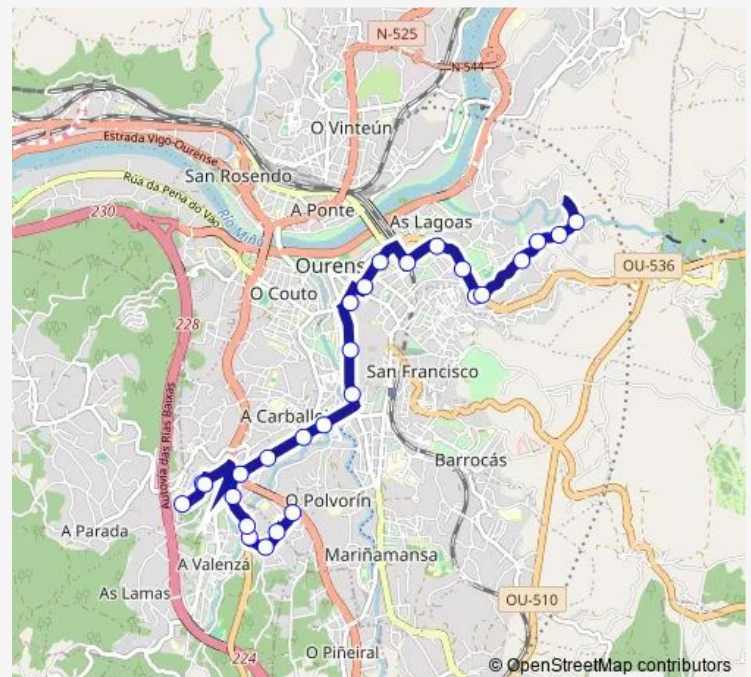 N-525
N-544
O Vinteún
Estrada Vigo-Ourense
San Rosendo
Rúa da Pena do Vao
A Ponte
230
Río Miño
As Lagoas
Ourens
OU-536
O Couto
228
San Francisco
Autovía das Rías Baixas
A Carballe
Barrocás
O Polvorín
A Parada
Mariñamansa
A Valenzá
As Lamas
OU-510
O Piñeiral
224
© OpenStreetMap contributors